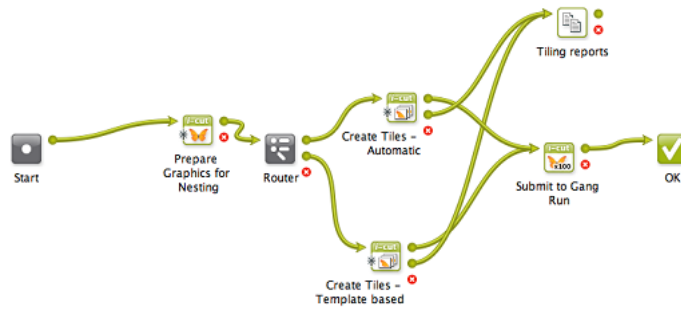 Tiling reports
i-cut
Create Tiles –
Automatic
i-cut
Prepare
Graphics for
Nesting
Start
Router
i-cut
x100
Submit to Gang
Run
OK
i-cut
Create Tiles –
Template based